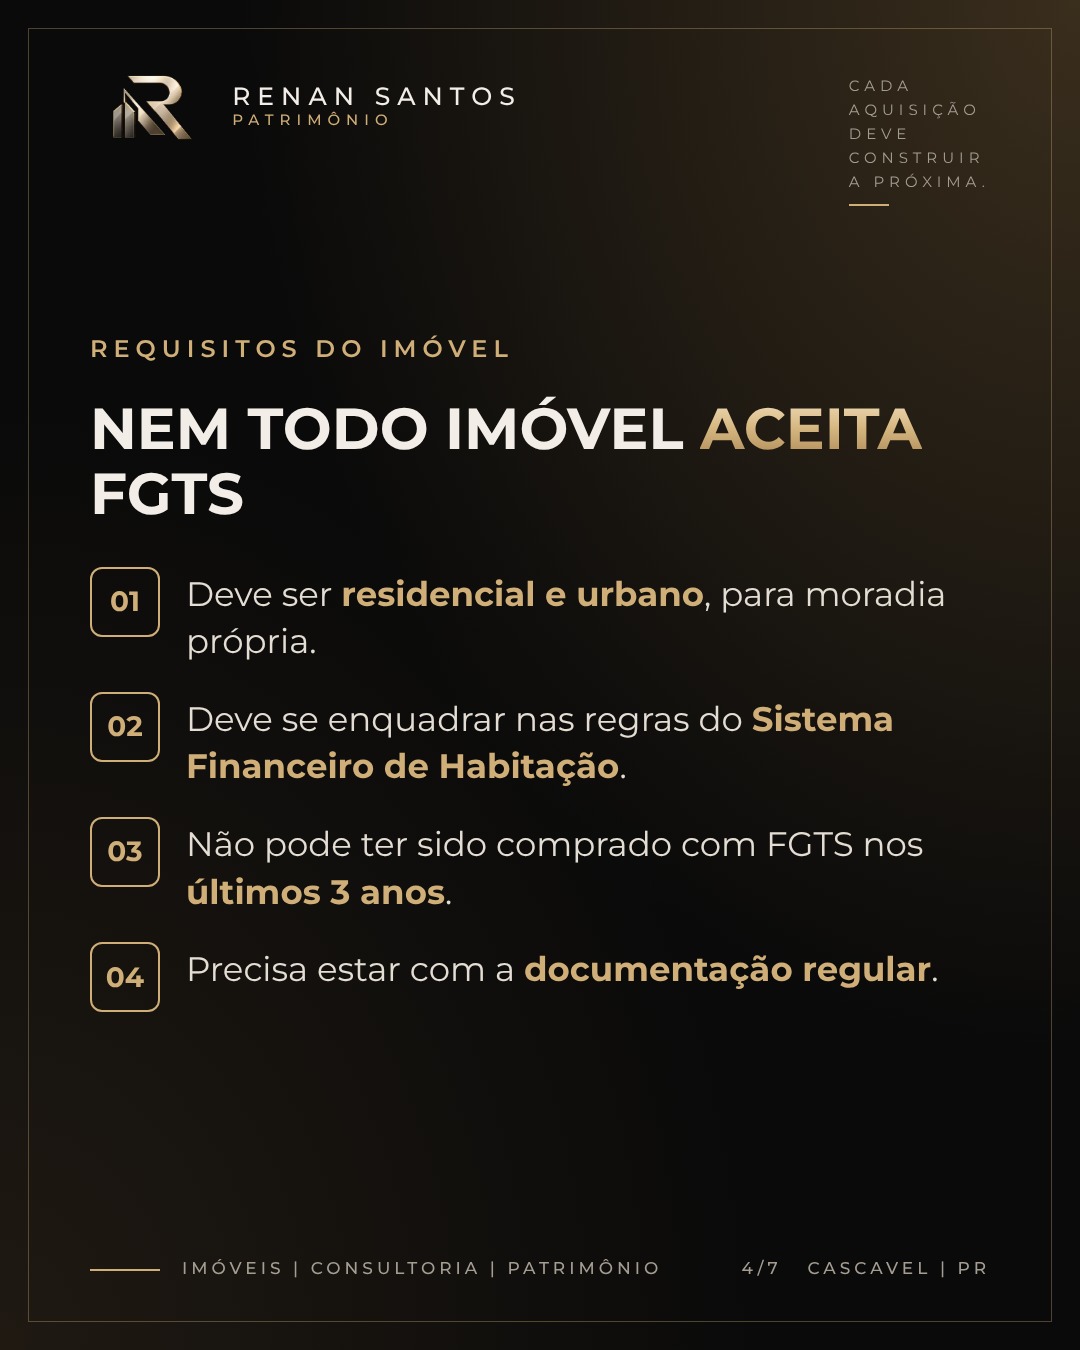 RENAN SANTOS
PATRIMÔNIO
CADA
AQUISIÇÃO
DEVE
CONSTRUIR
A PRÓXIMA.
REQUISITOS DO IMÓVEL
NEM TODO IMÓVEL ACEITA
FGTS
01
Deve ser residencial e urbano, para moradia
própria.
02
Deve se enquadrar nas regras do Sistema
Financeiro de Habitação.
03
Não pode ter sido comprado com FGTS nos
últimos 3 anos.
04
Precisa estar com a documentação regular.
IMÓVEIS | CONSULTORIA | PATRIMÔNIO
4/7 CASCAVEL | PR